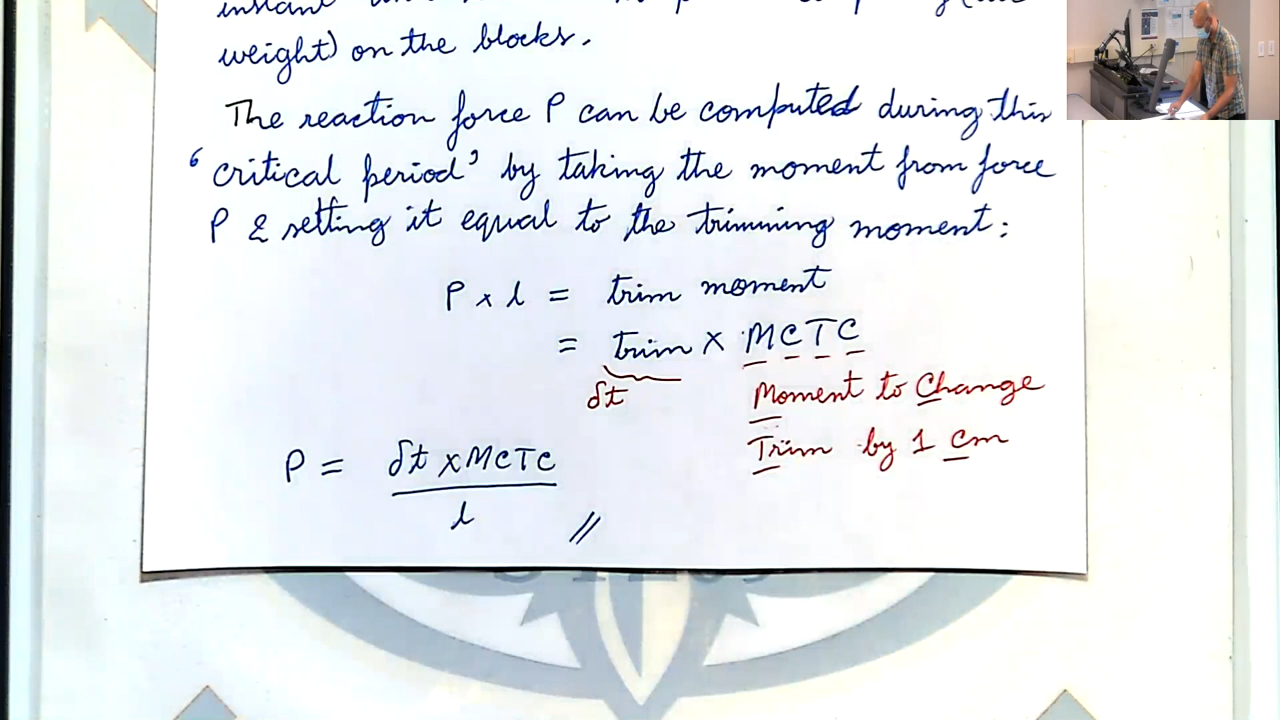 instant
weight) on the blocks.
The reaction force P can be computed during this
'critical period' by taking the moment from force
P & setting it equal to the trimming moment:
P x l = trim moment
= trim x MCTC
δt
Moment to Change
Trim by 1 cm
P = δt x MCTC
l
//